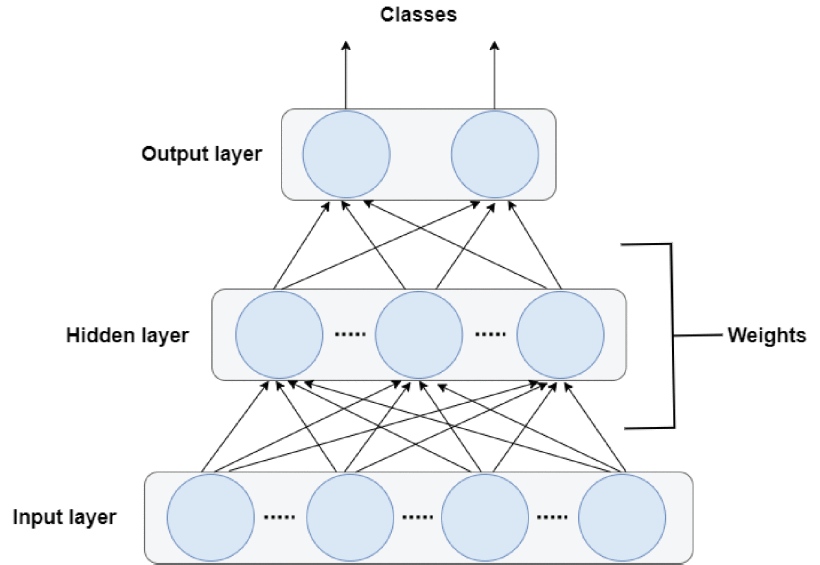 Classes
Output layer
Hidden layer
Weights
Input layer